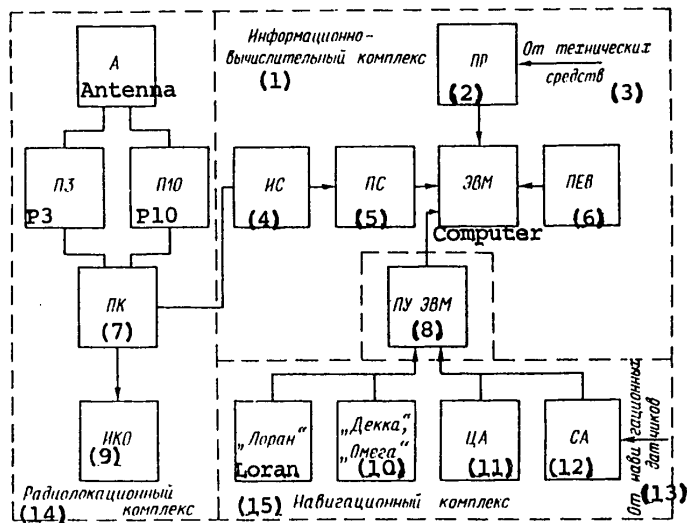 А
Antenna
Информационно-
вычислительный комплекс
(1)
ПР
(2)
От технических
средств (3)
П3
P3
П10
P10
ИС
(4)
ПС
(5)
ЭВМ
Computer
ПЕВ
(6)
ПК
(7)
ПУ ЭВМ
(8)
ИКО
(9)
„Лоран“
Loran
„Декка,“
„Омега“
(10)
ЦА
(11)
СА
(12)
От навигационных
датчиков
(13)
Радиолокационный
(14) комплекс
(15) Навигационный комплекс